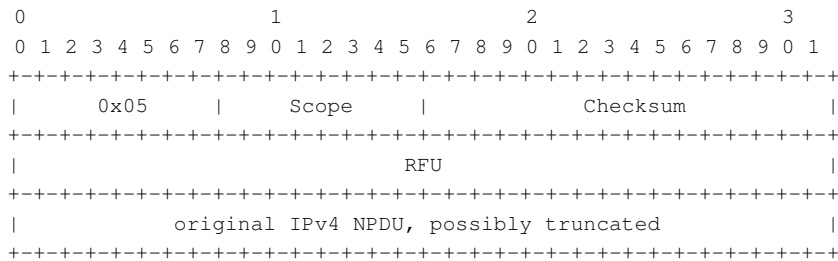 0                   1                   2                   3
0 1 2 3 4 5 6 7 8 9 0 1 2 3 4 5 6 7 8 9 0 1 2 3 4 5 6 7 8 9 0 1
+-+-+-+-+-+-+-+-+-+-+-+-+-+-+-+-+-+-+-+-+-+-+-+-+-+-+-+-+-+-+-+-+
| 0x05 | Scope | Checksum |
+-+-+-+-+-+-+-+-+-+-+-+-+-+-+-+-+-+-+-+-+-+-+-+-+-+-+-+-+-+-+-+-+
| RFU |
+-+-+-+-+-+-+-+-+-+-+-+-+-+-+-+-+-+-+-+-+-+-+-+-+-+-+-+-+-+-+-+-+
| original IPv4 NPDU, possibly truncated |
+-+-+-+-+-+-+-+-+-+-+-+-+-+-+-+-+-+-+-+-+-+-+-+-+-+-+-+-+-+-+-+-+